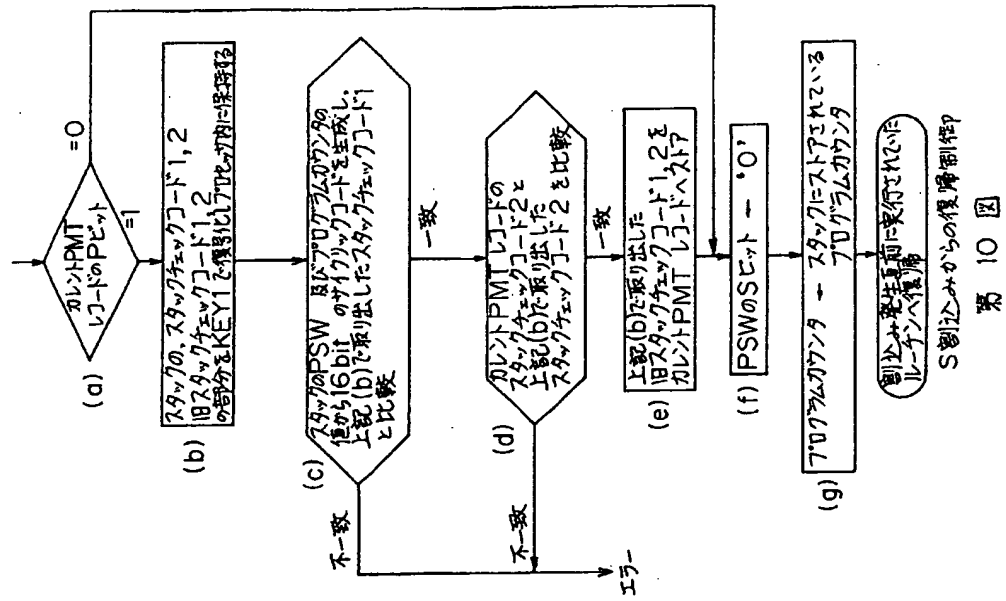 カレントPMT
レコードのPビット
=0
=1
(a)
スタックの、スタックチェックコード1,2
旧スタックチェックコード1,2
の部分をKEY1で復号化しプロセッサ内に保持する
(b)
スタックのPSW 及びプログラムカウンタの
値から16bit のサイクリックコードを生成し、
上記(b)で取り出したスタックチェックコード1
と比較
(c)
不一致
一致
カレントPMTレコードの
スタックチェックコード2と
上記(b)で取り出した
スタックチェックコード2を比較
(d)
不一致
一致
エラー
上記(b)で取り出した
旧スタックチェックコード1,2を
カレントPMTレコードへストア
(e)
PSWのSビット ← '0'
(f)
プログラムカウンタ ← スタックにストアされている
プログラムカウンタ
(g)
割込み発生直前に実行されていた
ルーチンへ復帰
S割込みからの復帰制御
第 10 図